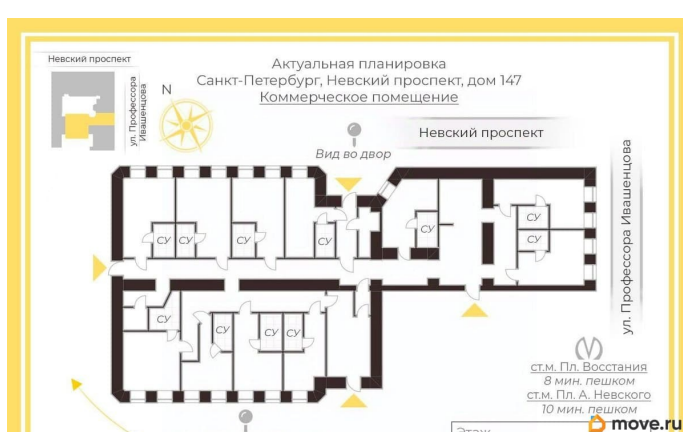 Невский проспект
ул. Профессора
Ивашенцова
N
Актуальная планировка
Санкт-Петербург, Невский проспект, дом 147
Коммерческое помещение
Вид во двор
Невский проспект
ул. Профессора Ивашенцова
СУ
СУ
СУ
СУ
СУ
СУ
СУ
СУ
СУ
СУ
СУ
ст.м. Пл. Восстания
8 мин. пешком
ст.м. Пл. А. Невского
10 мин. пешком
Этаж
move.ru